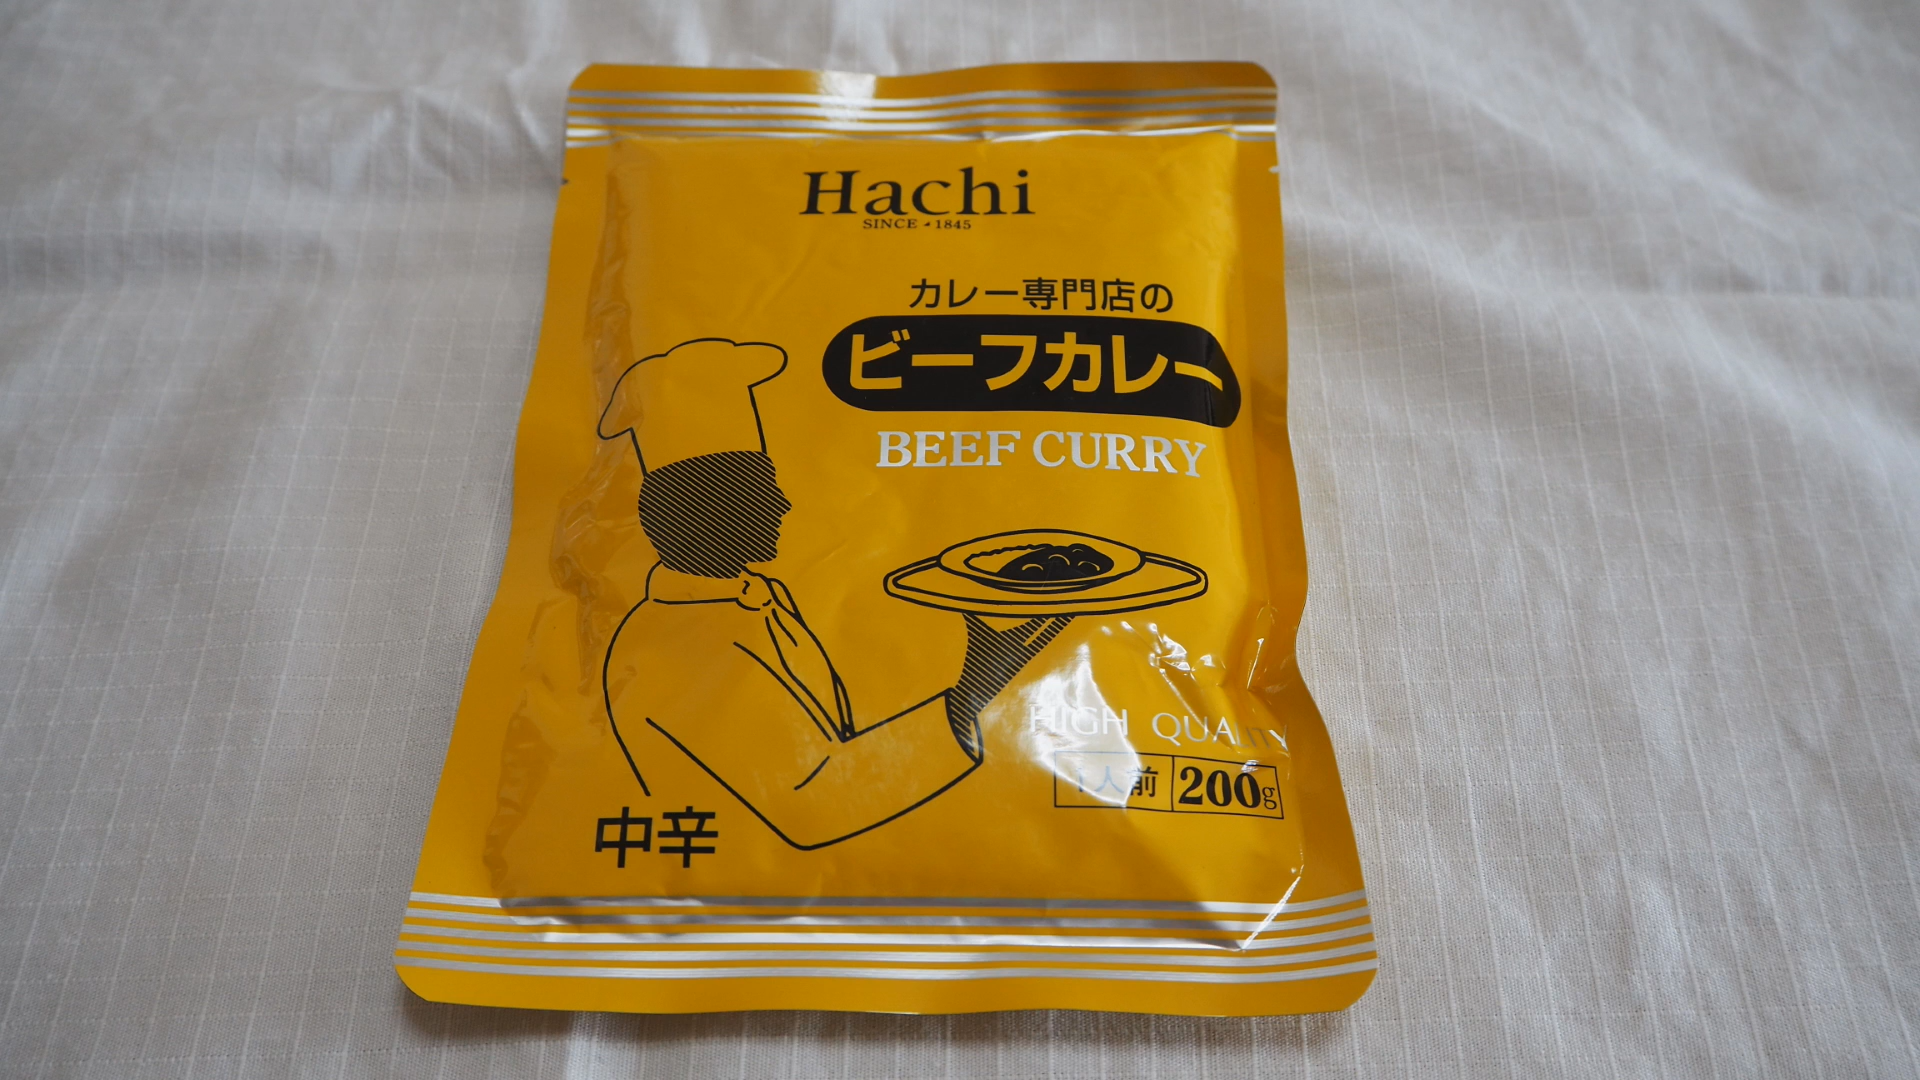 Hachi
SINCE 1845
カレー専門店の
ビーフカレー
BEEF CURRY
HIGH QUALITY
1人前 200g
中辛